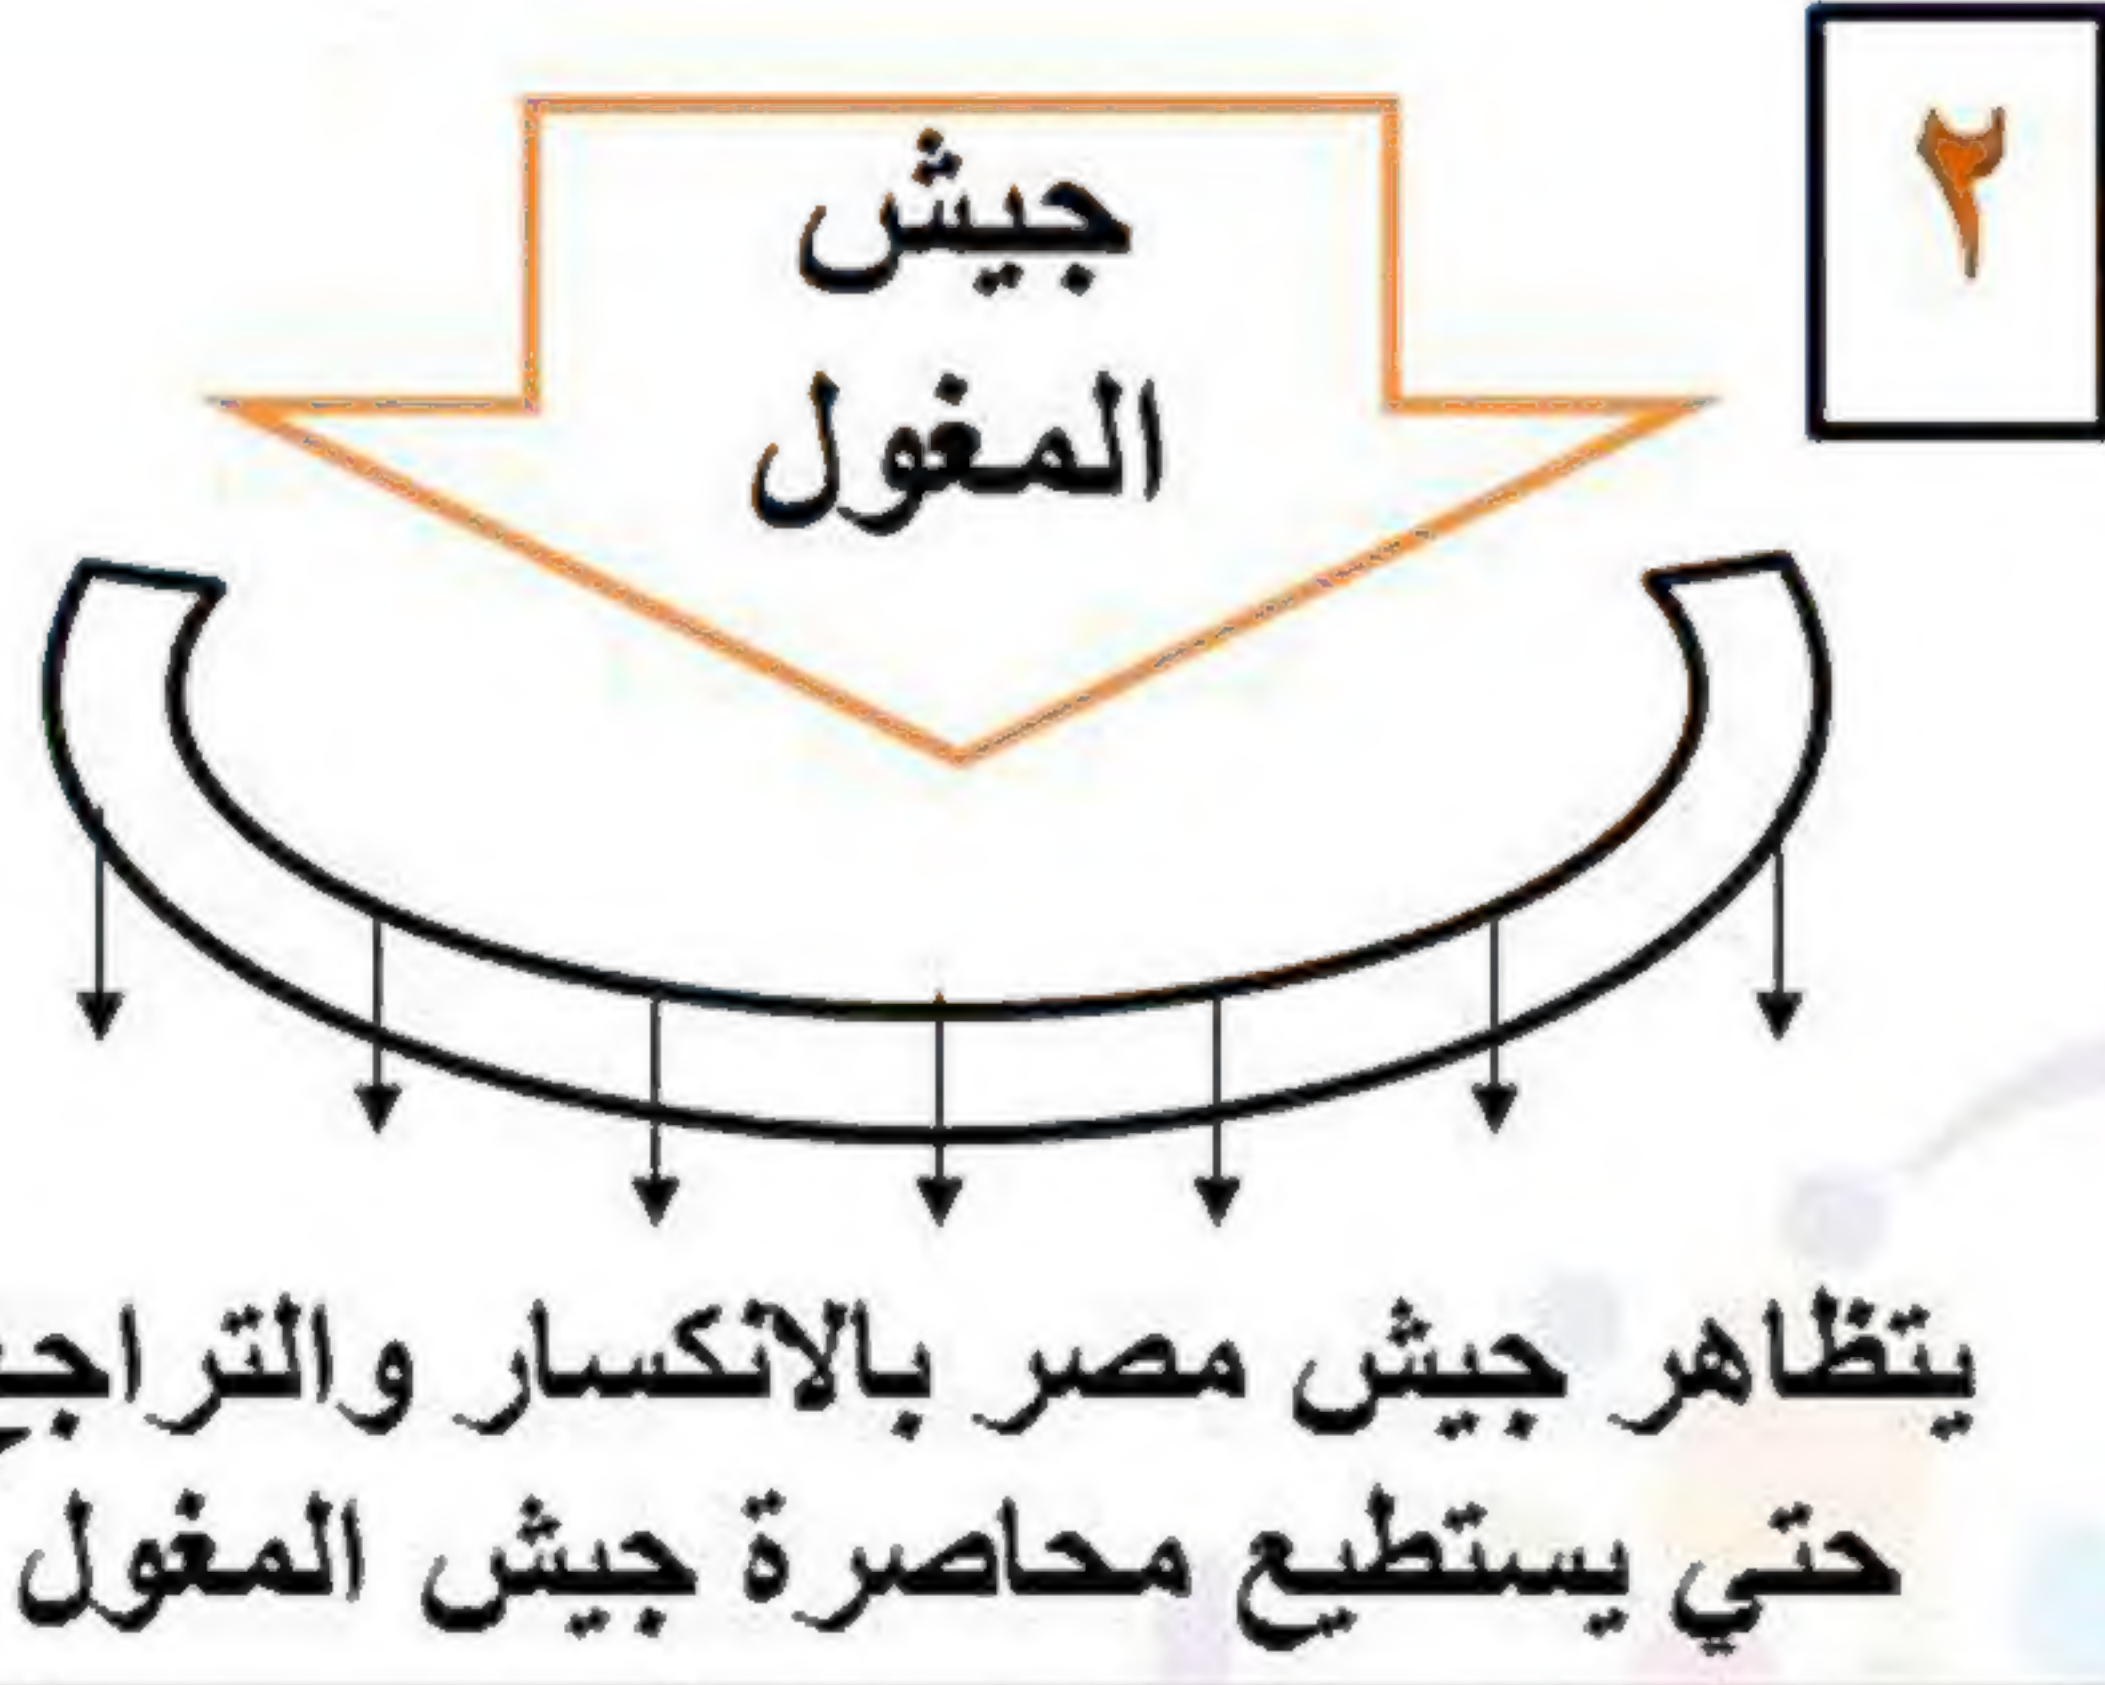 ٢
جيش
المغول
يتظاهر جيش مصر بالانكسار والتراجع
حتي يستطيع محاصرة جيش المغول